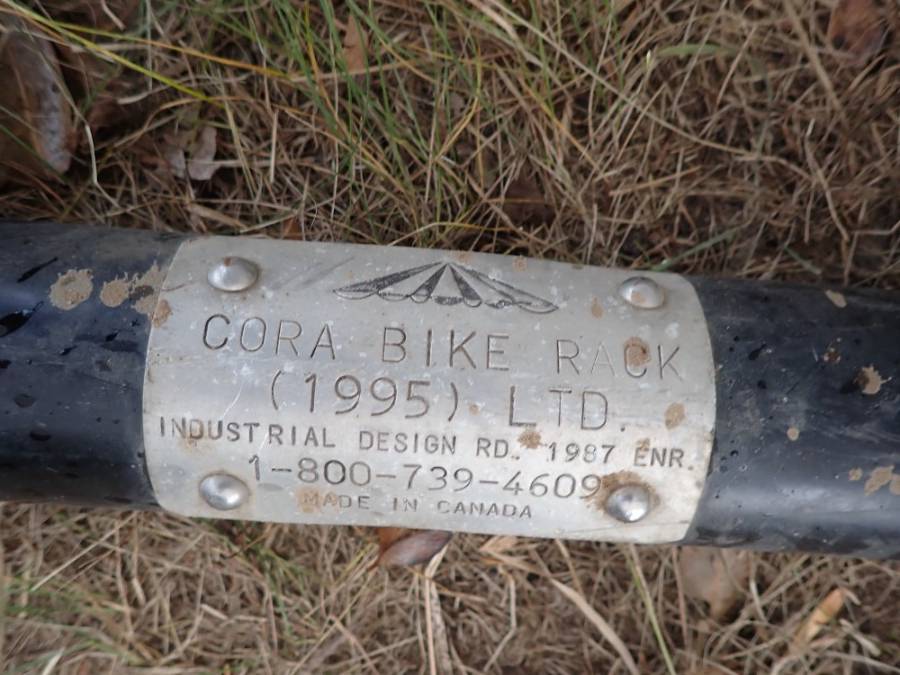 CORA BIKE RACK
(1995) LTD.
INDUSTRIAL DESIGN RD. 1987 ENR.
1-800-739-4609
MADE IN CANADA